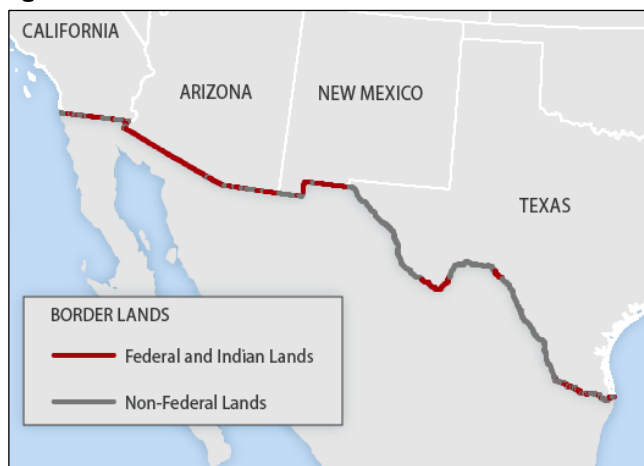 CALIFORNIA
ARIZONA
NEW MEXICO
TEXAS
BORDER LANDS
Federal and Indian Lands
Non-Federal Lands